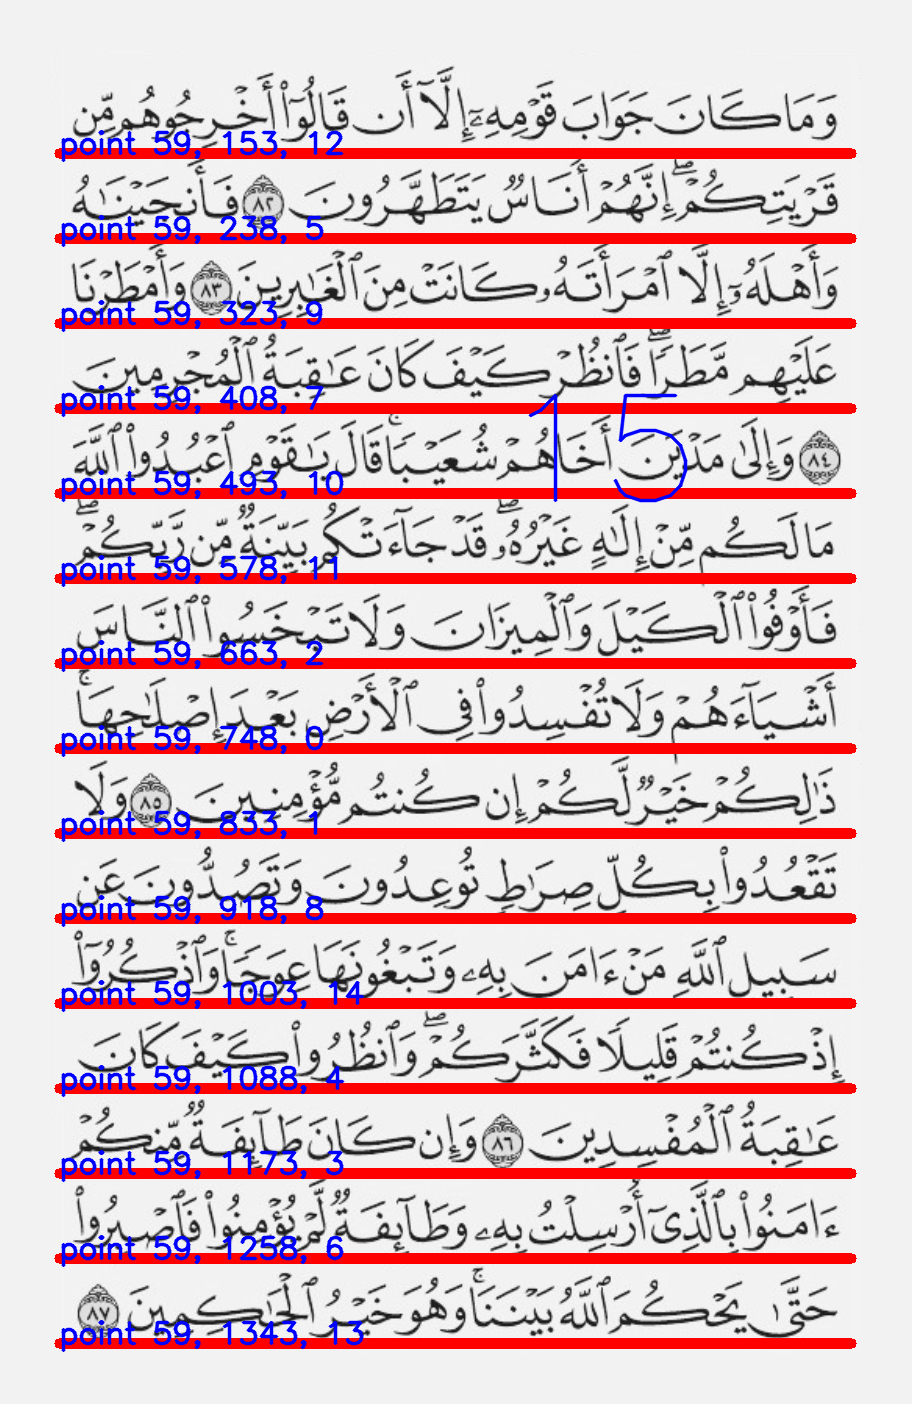 وَمَا كَانَ جَوَابَ قَوْمِهِۦٓ إِلَّآ أَن قَالُوٓا۟ أَخْرِجُوهُم مِّن
point 59, 153, 12
قَرْيَتِكُمْ ۖ إِنَّهُمْ أُنَاسٌ يَتَطَهَّرُونَ ٨٢ فَأَنجَيْنَـٰهُ
point 59, 238, 5
وَأَهْلَهُۥٓ إِلَّا ٱمْرَأَتَهُۥ كَانَتْ مِنَ ٱلْغَـٰبِرِينَ ٨٣ وَأَمْطَرْنَا
point 59, 323, 9
عَلَيْهِم مَّطَرًا ۖ فَٱنظُرْ كَيْفَ كَانَ عَـٰقِبَةُ ٱلْمُجْرِمِينَ
point 59, 408, 7
15
٨٤ وَإِلَىٰ مَدْيَنَ أَخَاهُمْ شُعَيْبًا ۚ قَالَ يَـٰقَوْمِ ٱعْبُدُوا۟ ٱللَّهَ
point 59, 493, 10
مَا لَكُم مِّنْ إِلَـٰهٍ غَيْرُهُۥ ۖ قَدْ جَآءَتْكُم بَيِّنَةٌ مِّن رَّبِّكُمْ ۖ
point 59, 578, 11
فَأَوْفُوا۟ ٱلْكَيْلَ وَٱلْمِيزَانَ وَلَا تَبْخَسُوا۟ ٱلنَّاسَ
point 59, 663, 2
أَشْيَآءَهُمْ وَلَا تُفْسِدُوا۟ فِى ٱلْأَرْضِ بَعْدَ إِصْلَـٰحِهَا ۚ
point 59, 748, 0
ذَٰلِكُمْ خَيْرٌ لَّكُمْ إِن كُنتُم مُّؤْمِنِينَ ٨٥ وَلَا
point 59, 833, 1
تَقْعُدُوا۟ بِكُلِّ صِرَٰطٍ تُوعِدُونَ وَتَصُدُّونَ عَن
point 59, 918, 8
سَبِيلِ ٱللَّهِ مَنْ ءَامَنَ بِهِۦ وَتَبْغُونَهَا عِوَجًا ۚ وَٱذْكُرُوٓا۟
point 59, 1003, 14
إِذْ كُنتُمْ قَلِيلًا فَكَثَّرَكُمْ ۖ وَٱنظُرُوا۟ كَيْفَ كَانَ
point 59, 1088, 4
عَـٰقِبَةُ ٱلْمُفْسِدِينَ ٨٦ وَإِن كَانَ طَآئِفَةٌ مِّنكُمْ
point 59, 1173, 3
ءَامَنُوا۟ بِٱلَّذِىٓ أُرْسِلْتُ بِهِۦ وَطَآئِفَةٌ لَّمْ يُؤْمِنُوا۟ فَٱصْبِرُوا۟
point 59, 1258, 6
حَتَّىٰ يَحْكُمَ ٱللَّهُ بَيْنَنَا ۚ وَهُوَ خَيْرُ ٱلْحَـٰكِمِينَ ٨٧
point 59, 1343, 13